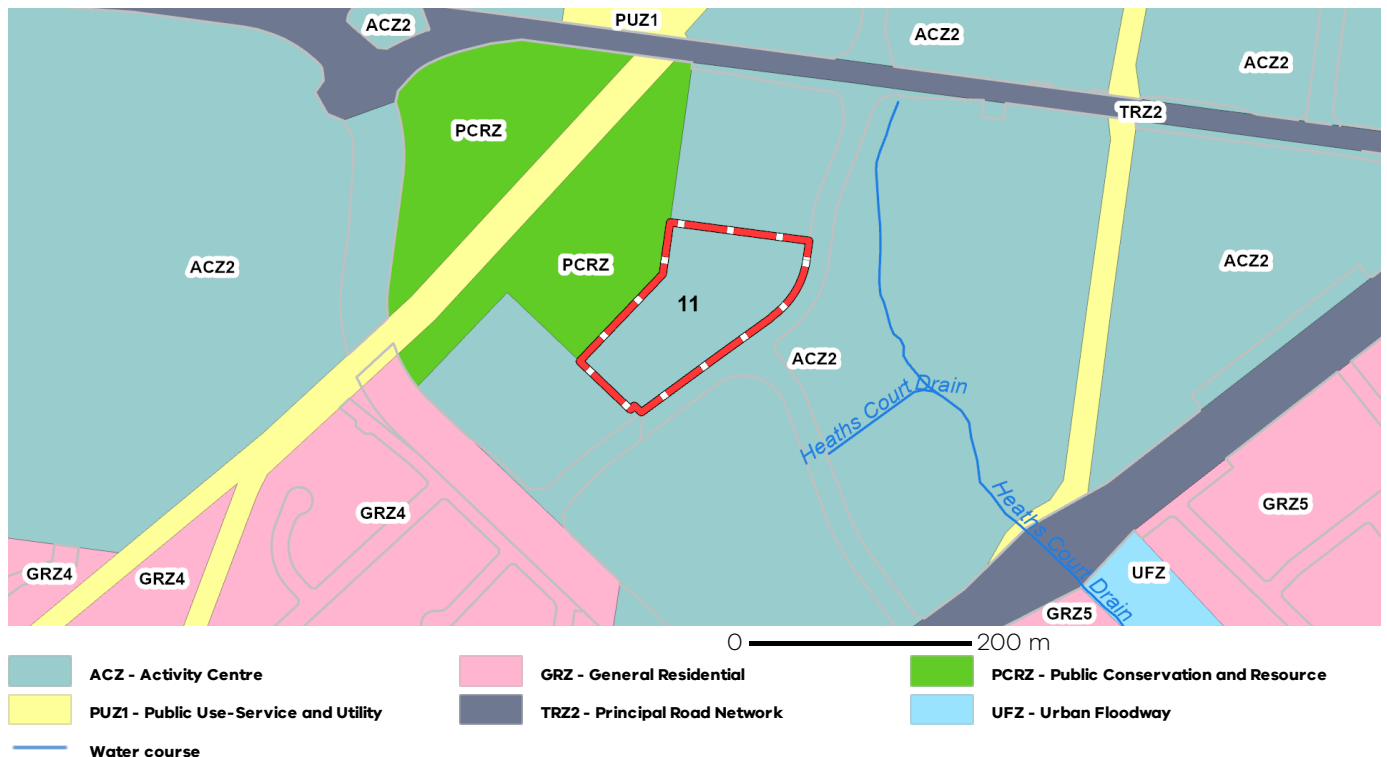 PUZ1
ACZ2
ACZ2
ACZ2
TRZ2
PCRZ
PCRZ
ACZ2
ACZ2
11
ACZ2
Heaths Court Drain
Heaths Court Drain
GRZ4
GRZ5
GRZ4
GRZ4
UFZ
GRZ5
0 200 m
ACZ - Activity Centre
GRZ - General Residential
PCRZ - Public Conservation and Resource
PUZ1 - Public Use-Service and Utility
TRZ2 - Principal Road Network
UFZ - Urban Floodway
Water course